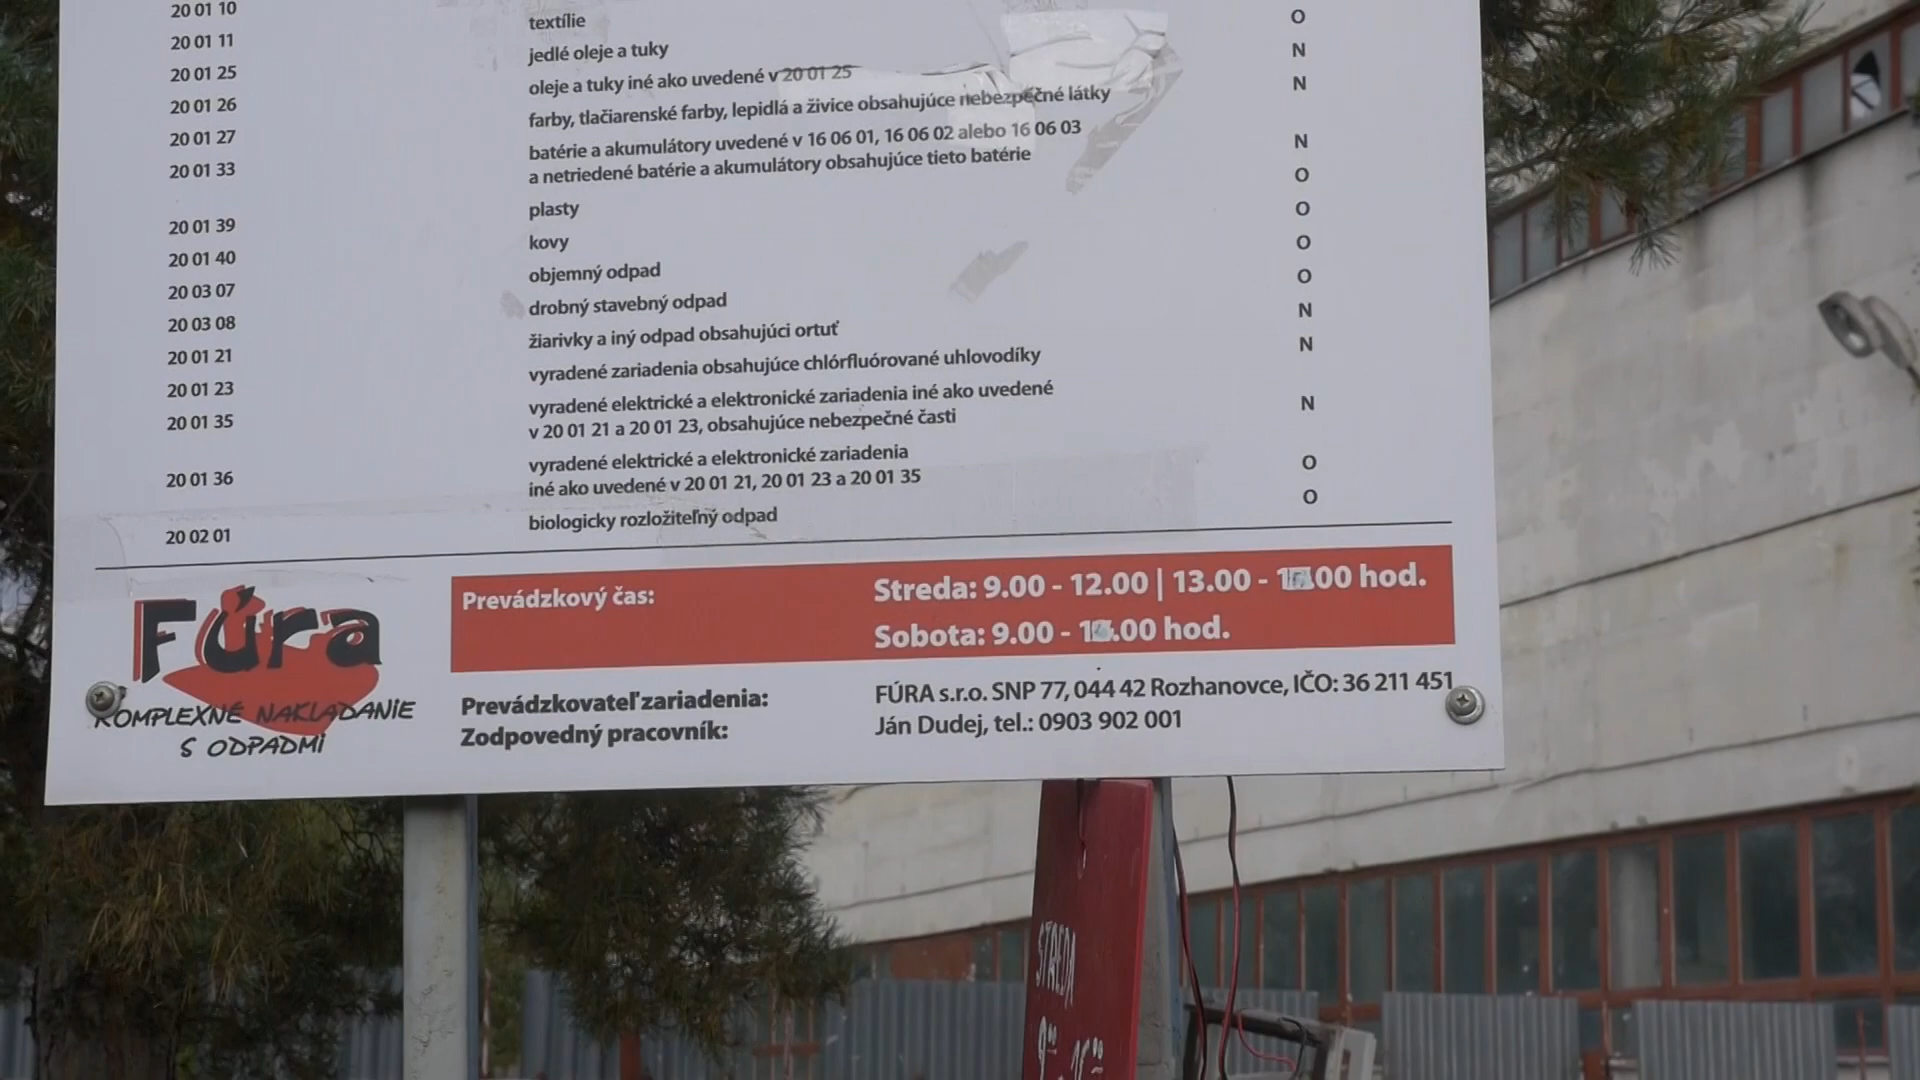 20 01 10 textílie O
20 01 11 jedlé oleje a tuky N
20 01 25 oleje a tuky iné ako uvedené v 20 01 25 N
20 01 26 farby, tlačiarenské farby, lepidlá a živice obsahujúce nebezpečné látky
20 01 27 batérie a akumulátory uvedené v 16 06 01, 16 06 02 alebo 16 06 03 N
20 01 33 a netriedené batérie a akumulátory obsahujúce tieto batérie O
20 01 39 plasty O
20 01 40 kovy O
20 03 07 objemný odpad O
20 03 08 drobný stavebný odpad N
20 01 21 žiarivky a iný odpad obsahujúci ortuť N
20 01 23 vyradené zariadenia obsahujúce chlórfluórované uhlovodíky
20 01 35 vyradené elektrické a elektronické zariadenia iné ako uvedené N
v 20 01 21 a 20 01 23, obsahujúce nebezpečné časti
20 01 36 vyradené elektrické a elektronické zariadenia O
iné ako uvedené v 20 01 21, 20 01 23 a 20 01 35
20 02 01 biologicky rozložiteľný odpad O
Fúra
KOMPLEXNÉ NAKLADANIE
S ODPADMI
Prevádzkový čas: Streda: 9.00 - 12.00 | 13.00 - hod.
Sobota: 9.00 - hod.
Prevádzkovateľ zariadenia: FÚRA s.r.o. SNP 77, 044 42 Rozhanovce, IČO: 36 211 451
Zodpovedný pracovník: Ján Dudej, tel.: 0903 902 001
STREDA
9⁰⁰